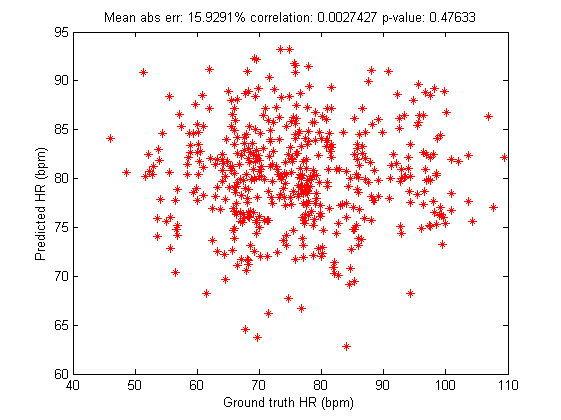 Mean abs err: 15.9291% correlation: 0.0027427 p-value: 0.47633
95
90
85
80
75
70
65
60
Predicted HR (bpm)
40 50 60 70 80 90 100 110
Ground truth HR (bpm)